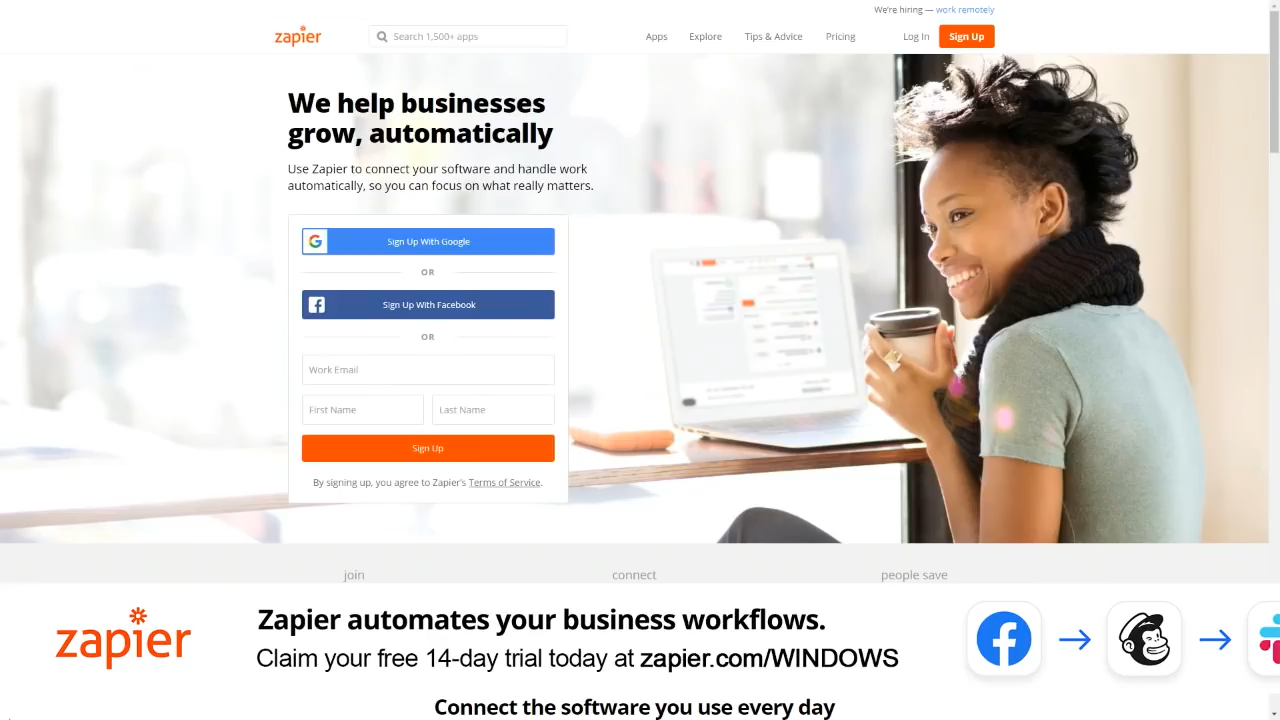 We're hiring — work remotely
zapier
Search 1,500+ apps
Apps
Explore
Tips & Advice
Pricing
Log In
Sign Up
We help businesses
grow, automatically
Use Zapier to connect your software and handle work
automatically, so you can focus on what really matters.
Sign Up With Google
OR
Sign Up With Facebook
OR
Work Email
First Name
Last Name
Sign Up
By signing up, you agree to Zapier's Terms of Service.
join
connect
people save
zapier
Zapier automates your business workflows.
Claim your free 14-day trial today at zapier.com/WINDOWS
Connect the software you use every day